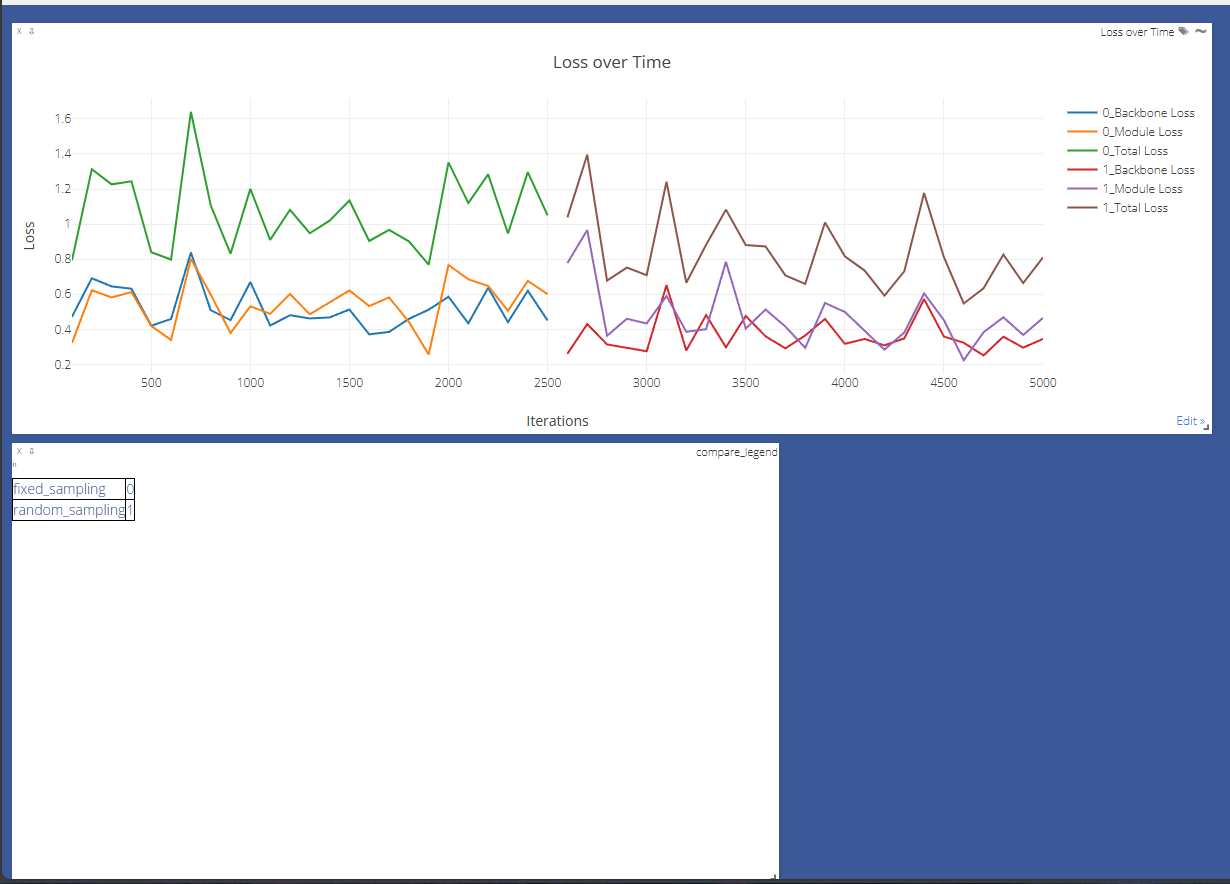 X ⇩ Loss over Time
Loss over Time
1.6
1.4
1.2
1
0.8
0.6
0.4
0.2
Loss
500 1000 1500 2000 2500 3000 3500 4000 4500 5000
Iterations
0_Backbone Loss
0_Module Loss
0_Total Loss
1_Backbone Loss
1_Module Loss
1_Total Loss
Edit »
X ⇩ compare_legend
"
fixed_sampling 0
random_sampling 1